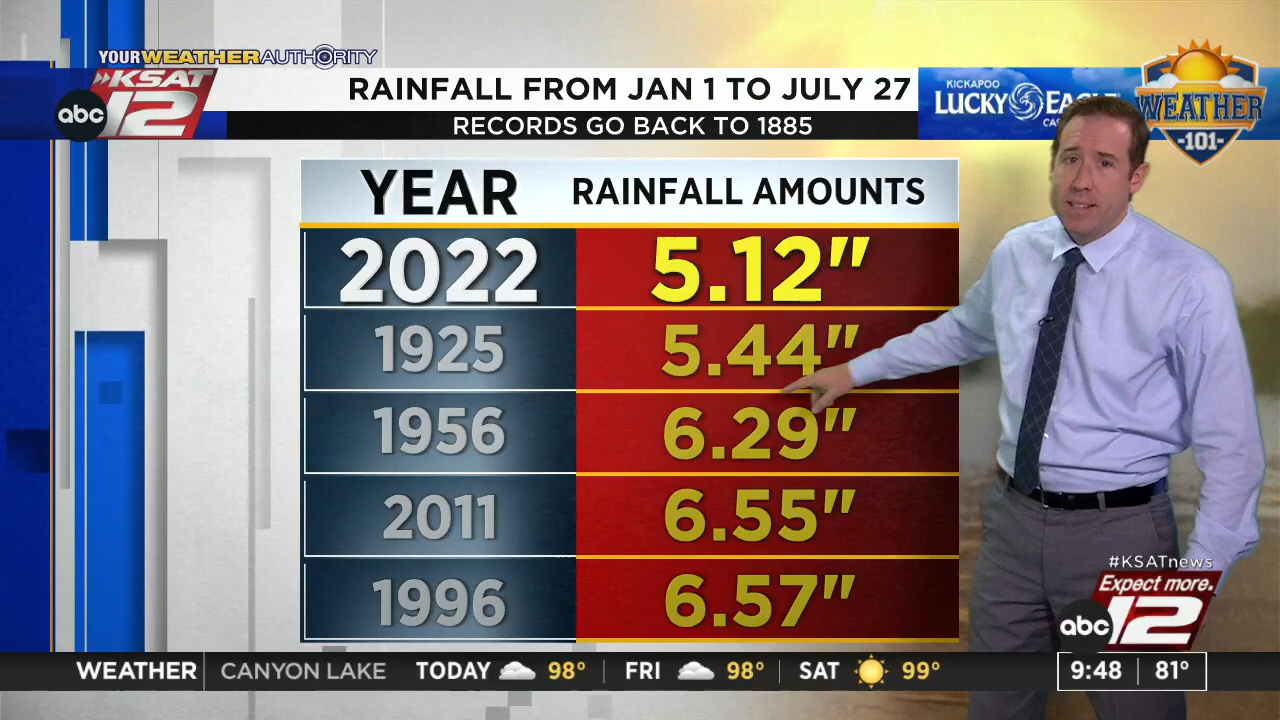 YOURWEATHERAUTHORITY
KSAT
abc 12
RAINFALL FROM JAN 1 TO JULY 27
RECORDS GO BACK TO 1885
KICKAPOO
LUCKY EAGLE
WEATHER
-101-
YEAR RAINFALL AMOUNTS
2022 5.12"
1925 5.44"
1956 6.29"
2011 6.55"
1996 6.57"
#KSATnews
Expect more.
abc 12
WEATHER CANYON LAKE TODAY 98° FRI 98° SAT 99° 9:48 81°